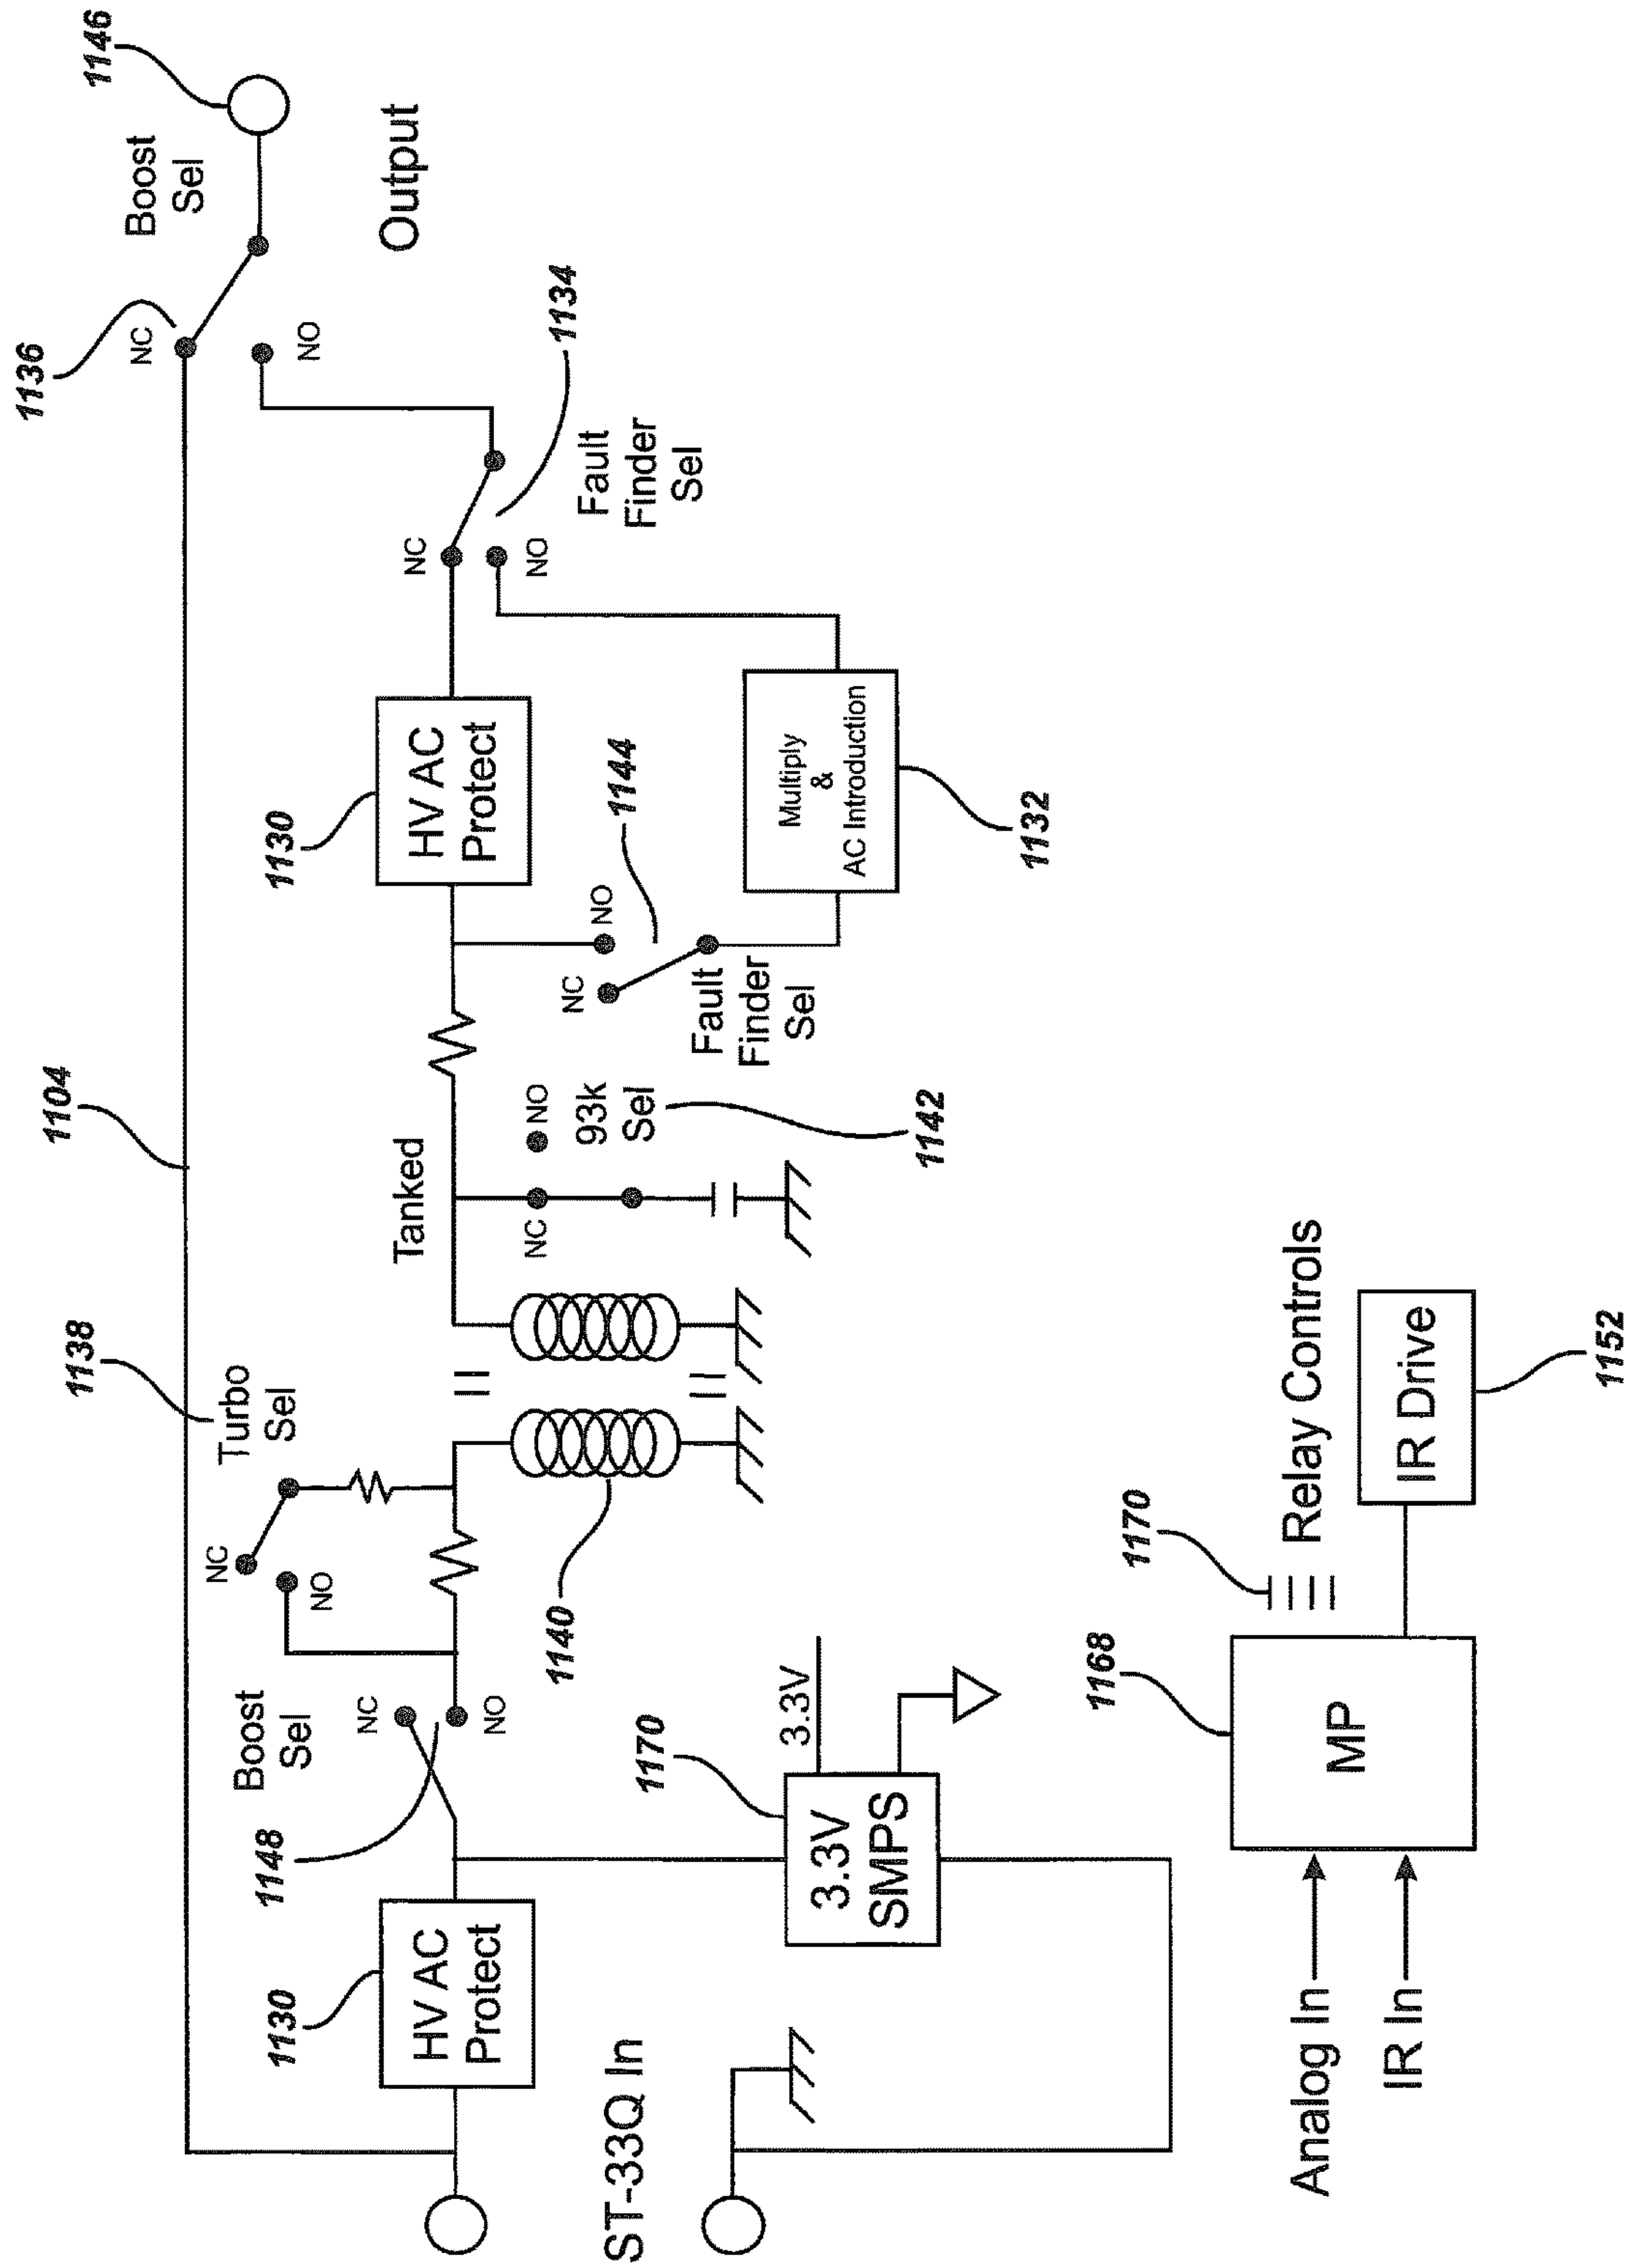 1104
1136
1146
Boost
Sel
NC
NO
Output
1138
Turbo
Sel
NC
NO
Boost
Sel
NC
NO
1148
1130
HV AC
Protect
ST-33Q In
1140
Tanked
NC
NO
93k
Sel
1142
1130
HV AC
Protect
NC
NO
1144
Fault
Finder
Sel
NC
NO
1134
Fault
Finder
Sel
Multiply
&
AC Introduction
1132
1170
3.3V
SMPS
3.3V
Analog In
IR In
1168
MP
1170
Relay Controls
IR Drive
1152